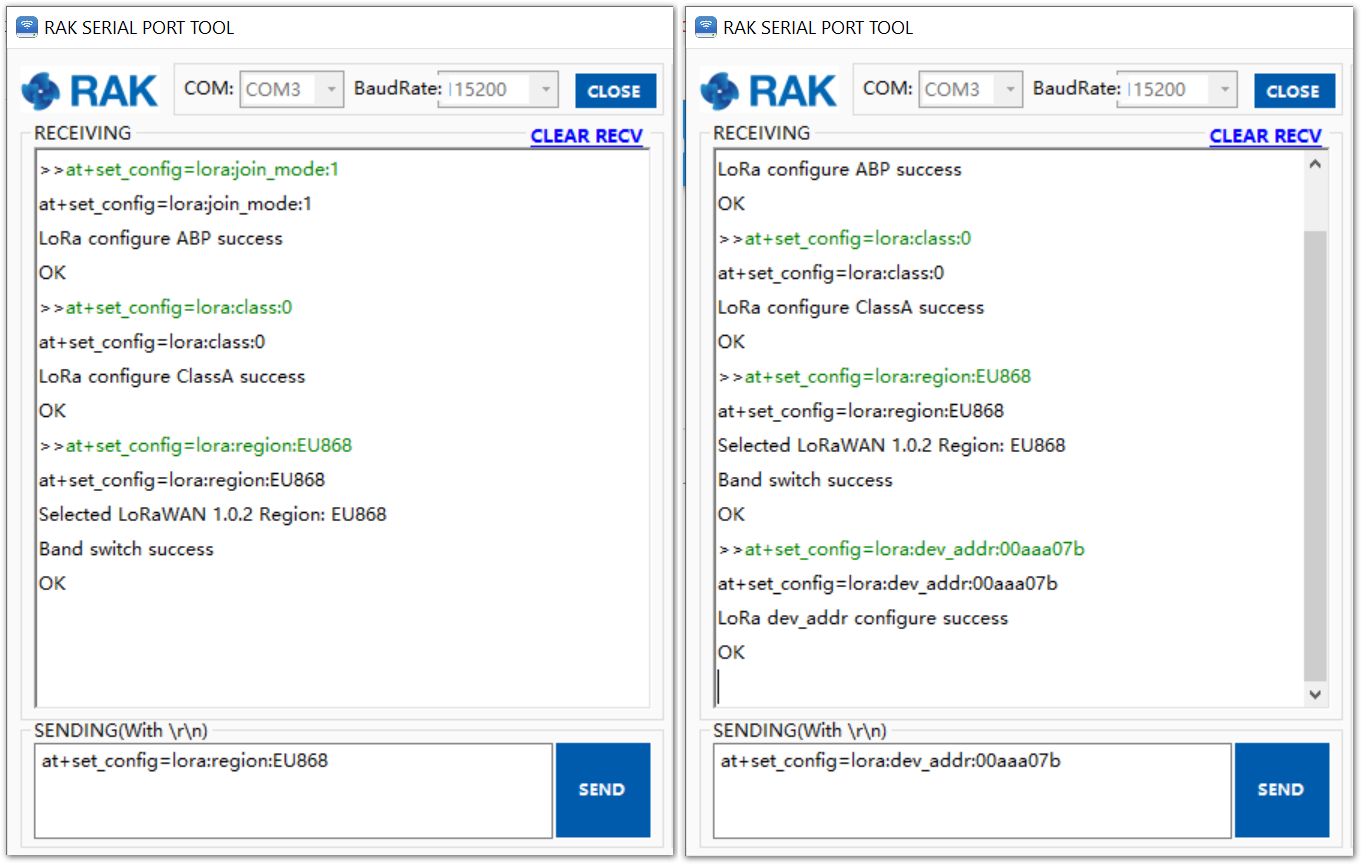 RAK SERIAL PORT TOOL
RAK COM: COM3 BaudRate: 115200 CLOSE
RECEIVING CLEAR RECV
>>at+set_config=lora:join_mode:1
at+set_config=lora:join_mode:1
LoRa configure ABP success
OK
>>at+set_config=lora:class:0
at+set_config=lora:class:0
LoRa configure ClassA success
OK
>>at+set_config=lora:region:EU868
at+set_config=lora:region:EU868
Selected LoRaWAN 1.0.2 Region: EU868
Band switch success
OK
SENDING(With \r\n)
at+set_config=lora:region:EU868
SEND
RAK SERIAL PORT TOOL
RAK COM: COM3 BaudRate: 115200 CLOSE
RECEIVING CLEAR RECV
LoRa configure ABP success
OK
>>at+set_config=lora:class:0
at+set_config=lora:class:0
LoRa configure ClassA success
OK
>>at+set_config=lora:region:EU868
at+set_config=lora:region:EU868
Selected LoRaWAN 1.0.2 Region: EU868
Band switch success
OK
>>at+set_config=lora:dev_addr:00aaa07b
at+set_config=lora:dev_addr:00aaa07b
LoRa dev_addr configure success
OK
SENDING(With \r\n)
at+set_config=lora:dev_addr:00aaa07b
SEND